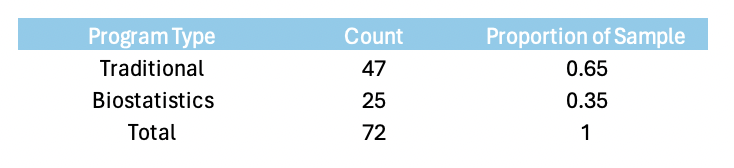 Program Type Count Proportion of Sample
Traditional 47 0.65
Biostatistics 25 0.35
Total 72 1